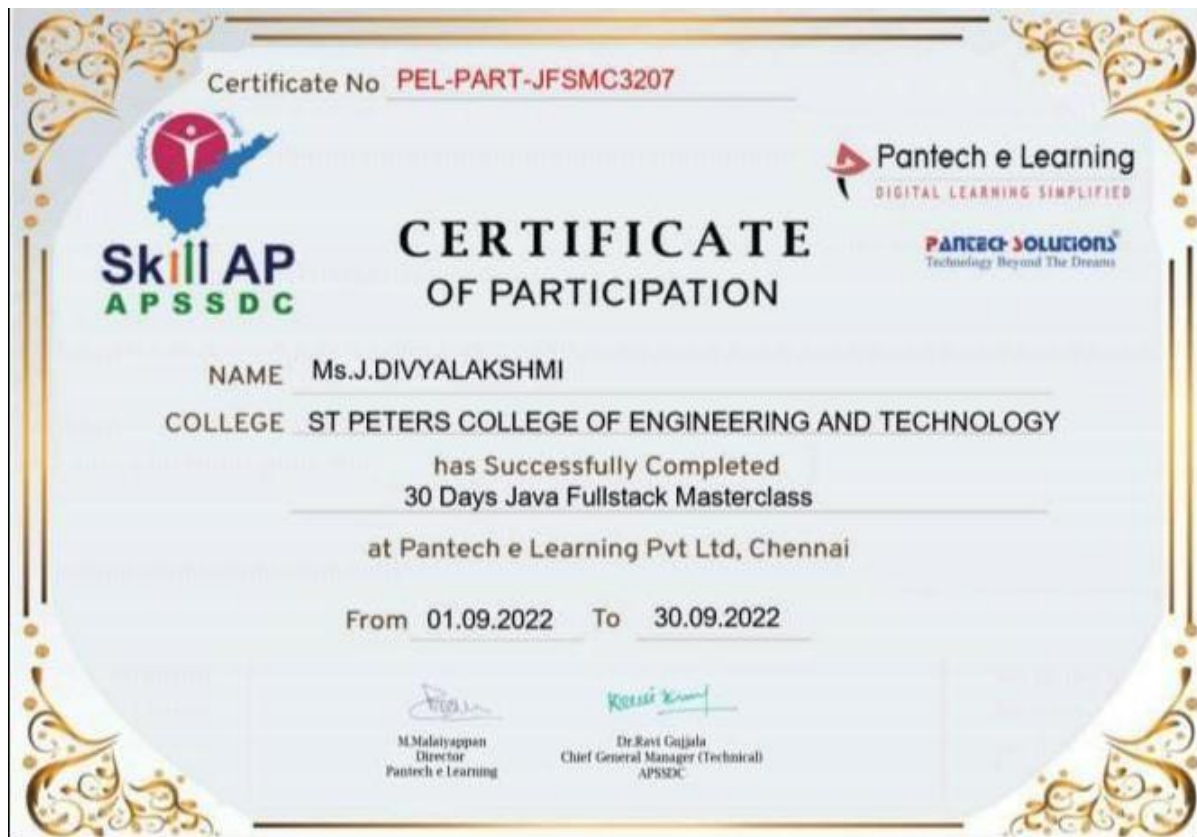 Certificate No PEL-PART-JFSMC3207
Pantech e Learning
DIGITAL LEARNING SIMPLIFIED
PANTECH SOLUTIONS®
Technology Beyond The Dreams
Skill AP
APSSDC
CERTIFICATE
OF PARTICIPATION
NAME Ms.J.DIVYALAKSHMI
COLLEGE ST PETERS COLLEGE OF ENGINEERING AND TECHNOLOGY
has Successfully Completed
30 Days Java Fullstack Masterclass
at Pantech e Learning Pvt Ltd, Chennai
From 01.09.2022 To 30.09.2022
M.Malaiyappan
Director
Pantech e Learning
Dr.Ravi Gujjala
Chief General Manager (Technical)
APSSDC